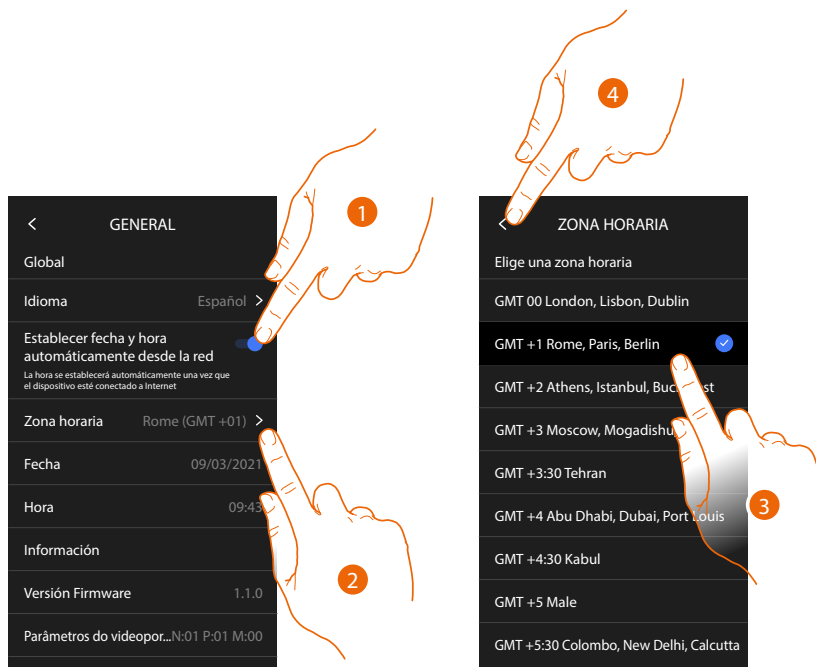 GENERAL
Global
Idioma Español
Establecer fecha y hora
automáticamente desde la red
La hora se establecerá automáticamente una vez que
el dispositivo esté conectado a Internet
Zona horaria Rome (GMT +01)
Fecha 09/03/2021
Hora 09:43
Información
Versión Firmware 1.1.0
Parâmetros do videopor...N:01 P:01 M:00
1
2
4
ZONA HORARIA
Elige una zona horaria
GMT 00 London, Lisbon, Dublin
GMT +1 Rome, Paris, Berlin
GMT +2 Athens, Istanbul,
GMT +3 Moscow, Mogadishu
GMT +3:30 Tehran
GMT +4 Abu Dhabi, Dubai, Port Louis
GMT +4:30 Kabul
GMT +5 Male
GMT +5:30 Colombo, New Delhi, Calcutta
3